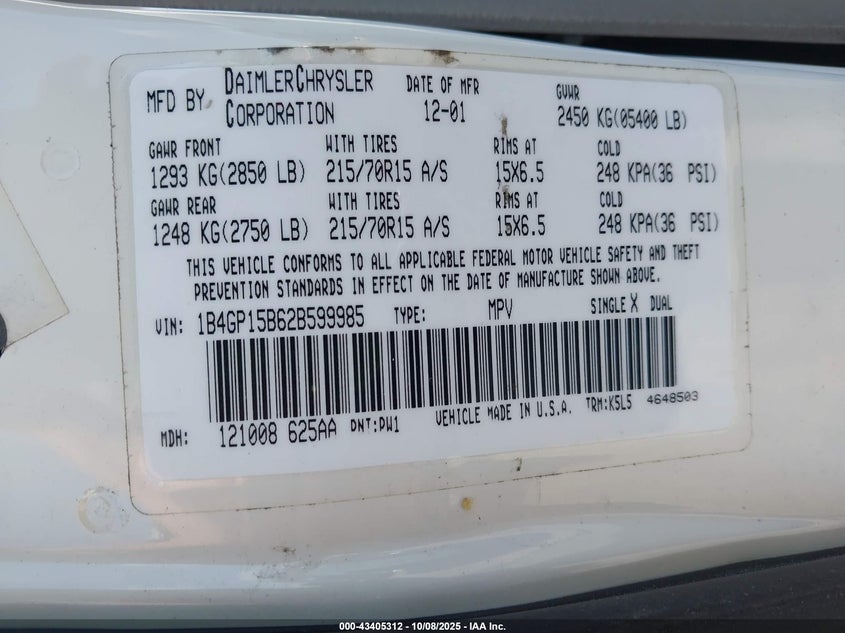 MFD BY DAIMLERCHRYSLER CORPORATION DATE OF MFR 12-01 GVWR 2450 KG(05400 LB)
GAWR FRONT WITH TIRES RIMS AT COLD
1293 KG(2850 LB) 215/70R15 A/S 15X6.5 248 KPA(36 PSI)
GAWR REAR WITH TIRES RIMS AT COLD
1248 KG(2750 LB) 215/70R15 A/S 15X6.5 248 KPA(36 PSI)
THIS VEHICLE CONFORMS TO ALL APPLICABLE FEDERAL MOTOR VEHICLE SAFETY AND THEFT
PREVENTION STANDARDS IN EFFECT ON THE DATE OF MANUFACTURE SHOWN ABOVE.
VIN: 1B4GP15B62B599985 TYPE: MPV SINGLE X DUAL
MDH: 121008 625AA PNT:PW1 VEHICLE MADE IN U.S.A. TRM:K5L5 4648503
000-43405312 | 10/08/2025 - IAA Inc.